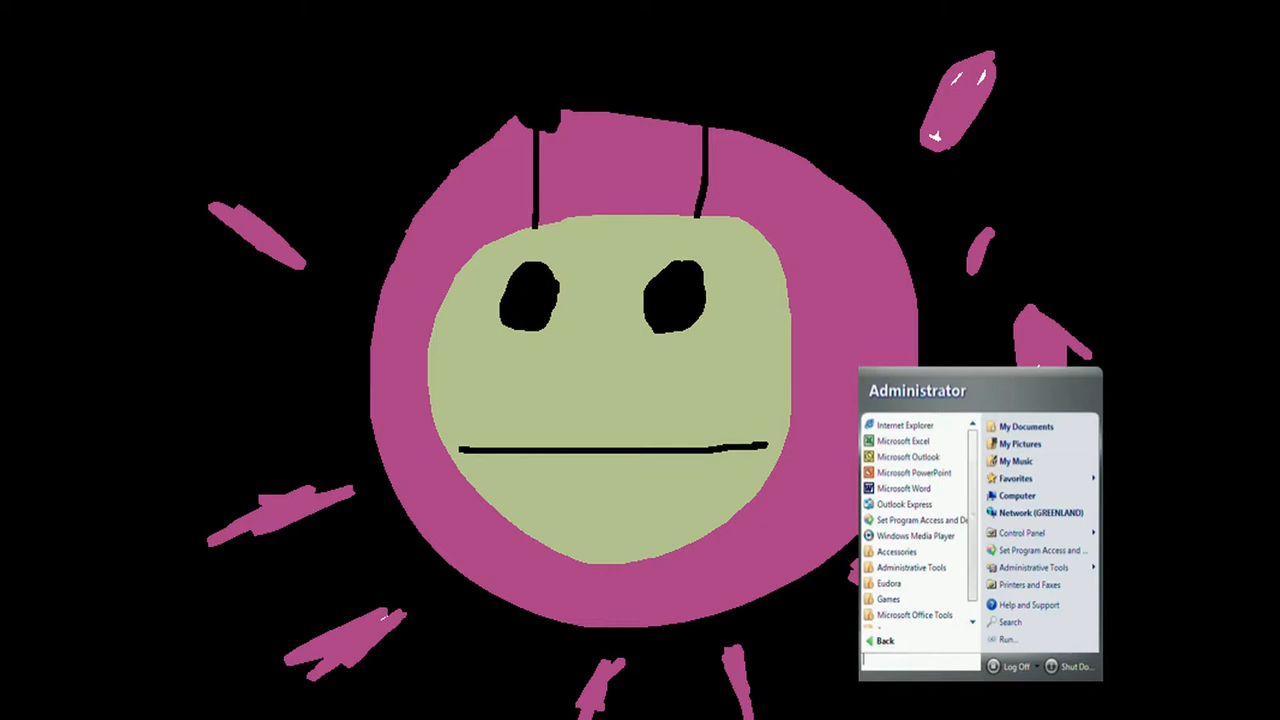 Administrator
Internet Explorer
Microsoft Excel
Microsoft Outlook
Microsoft PowerPoint
Microsoft Word
Outlook Express
Set Program Access and De
Windows Media Player
Accessories
Administrative Tools
Eudora
Games
Microsoft Office Tools
Back
My Documents
My Pictures
My Music
Favorites
Computer
Network (GREENLAND)
Control Panel
Set Program Access and ...
Administrative Tools
Printers and Faxes
Help and Support
Search
Run...
Log Off
Shut Do...